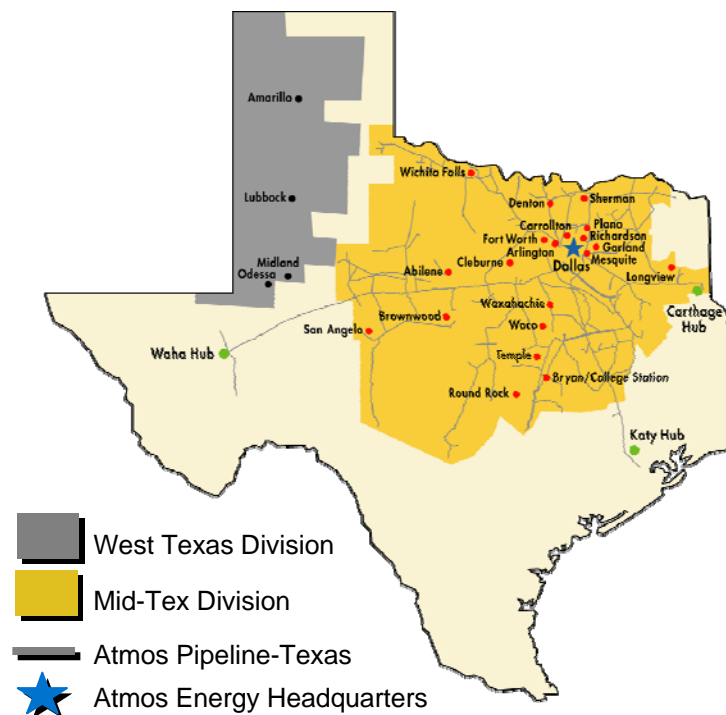 Amarillo
Wichita Falls
Lubbock
Denton
Sherman
Carrollton
Plano
Fort Worth
Richardson
Arlington
Garland
Cleburne
Mesquite
Dallas
Midland
Odessa
Abilene
Longview
Waxahachie
Carthage
Hub
Brownwood
San Angelo
Waco
Waha Hub
Temple
Bryan/College Station
Round Rock
Katy Hub
West Texas Division
Mid-Tex Division
Atmos Pipeline-Texas
Atmos Energy Headquarters